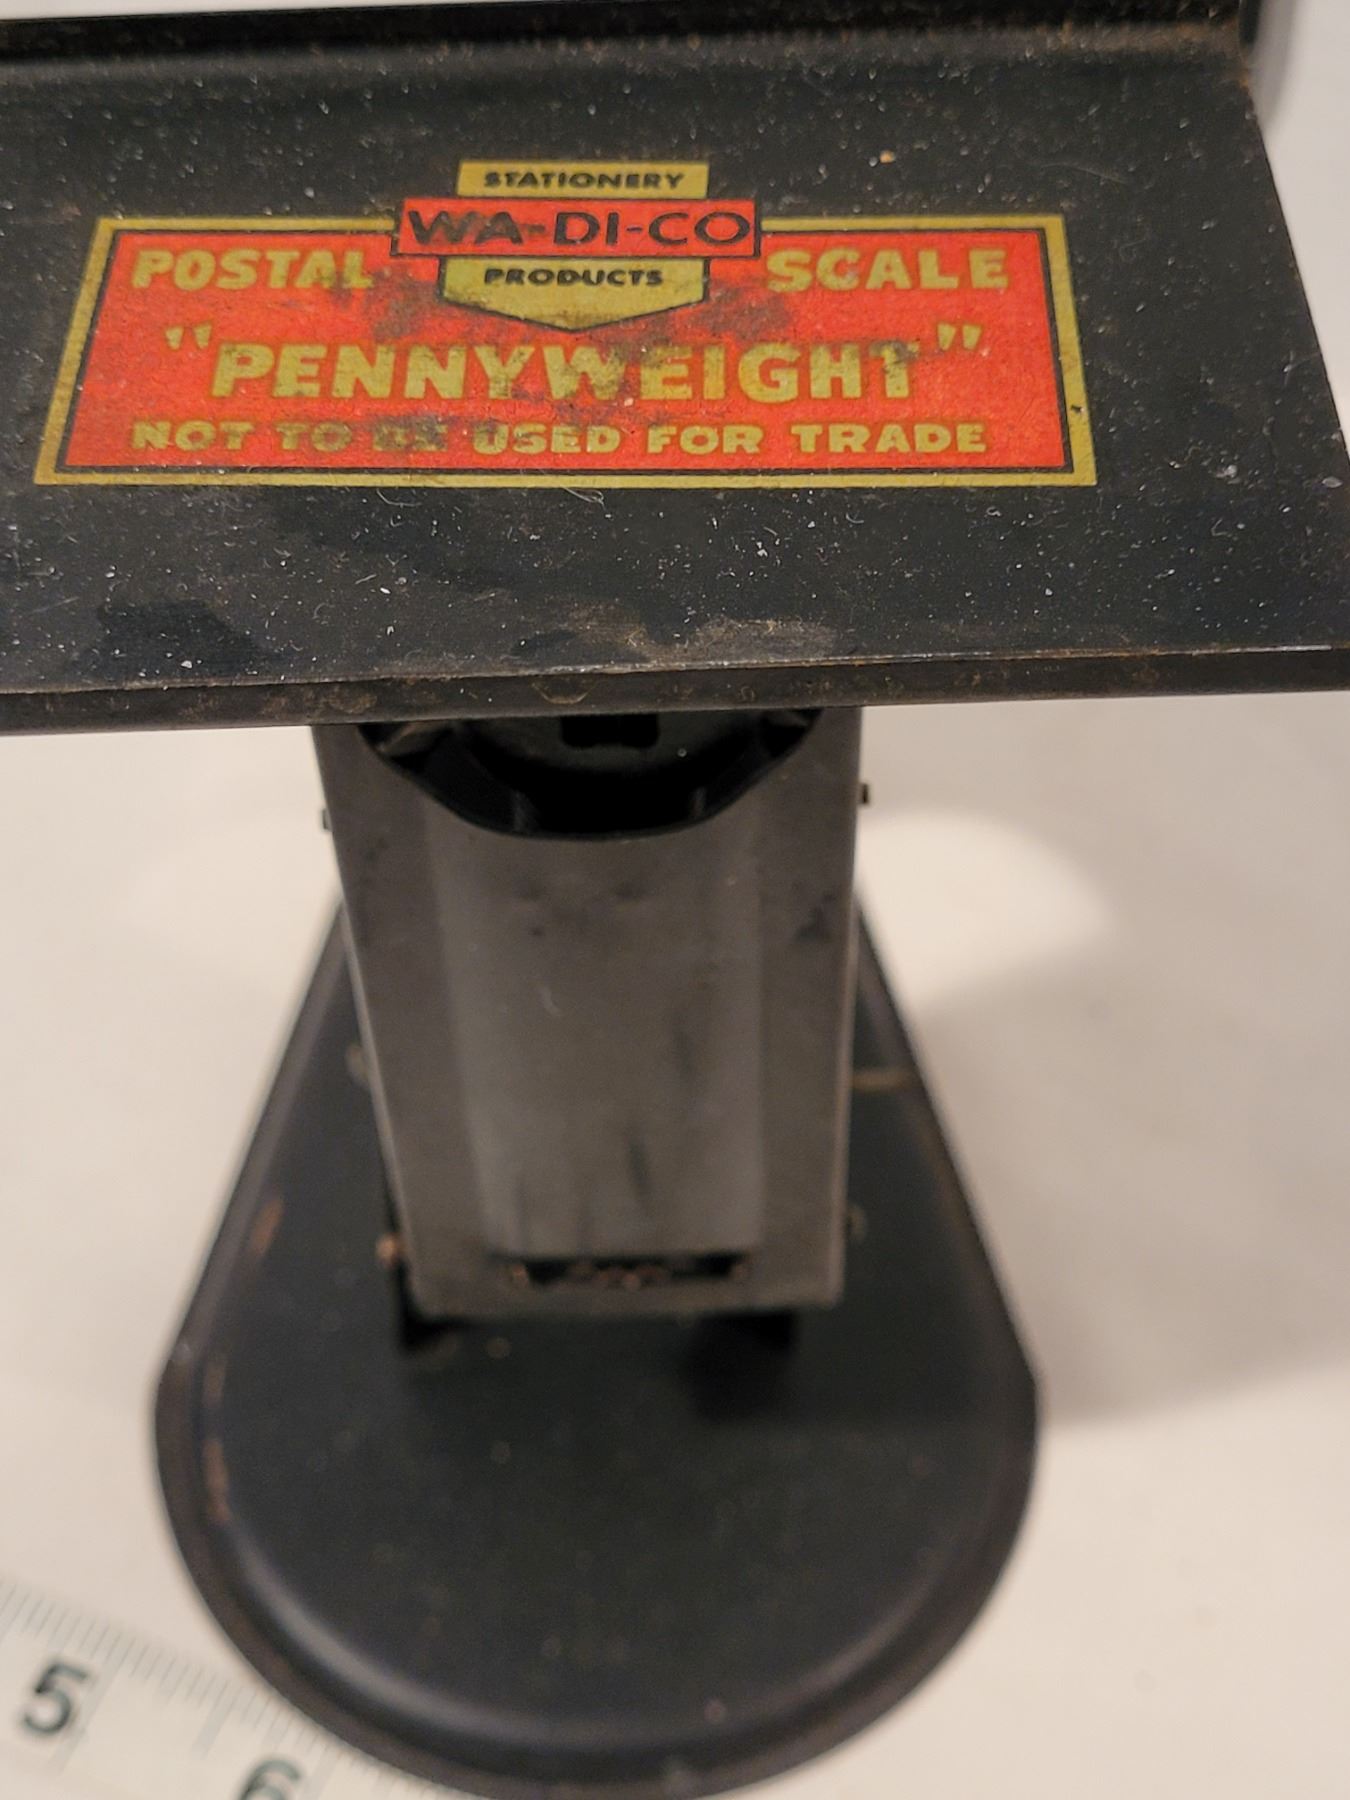 STATIONERY
WA-DI-CO
PRODUCTS
POSTAL SCALE
"PENNYWEIGHT"
NOT TO BE USED FOR TRADE
5
6